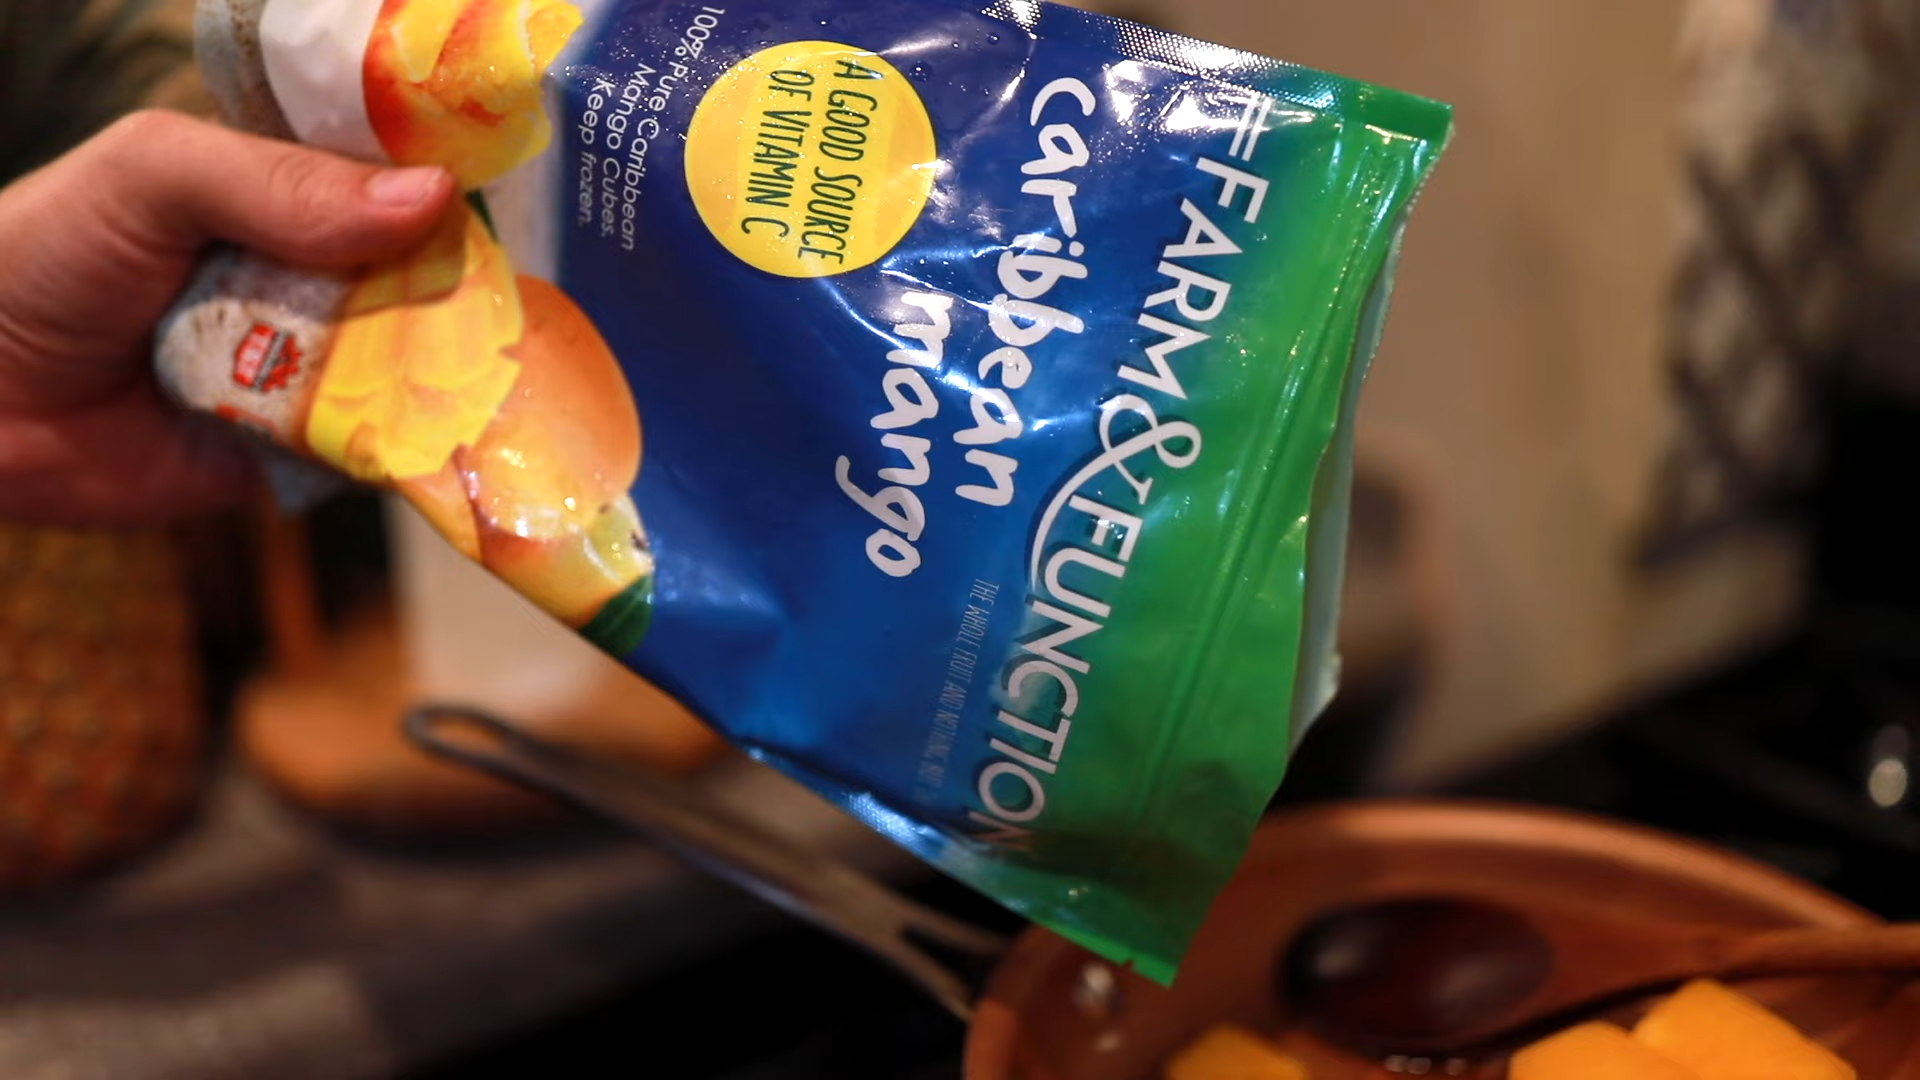 FARM & FUNCTION
THE WHOLE FRUIT AND NOTHING BUT
caribbean
mango
A GOOD SOURCE
OF VITAMIN C
100% Pure Caribbean
Mango Cubes.
Keep frozen.